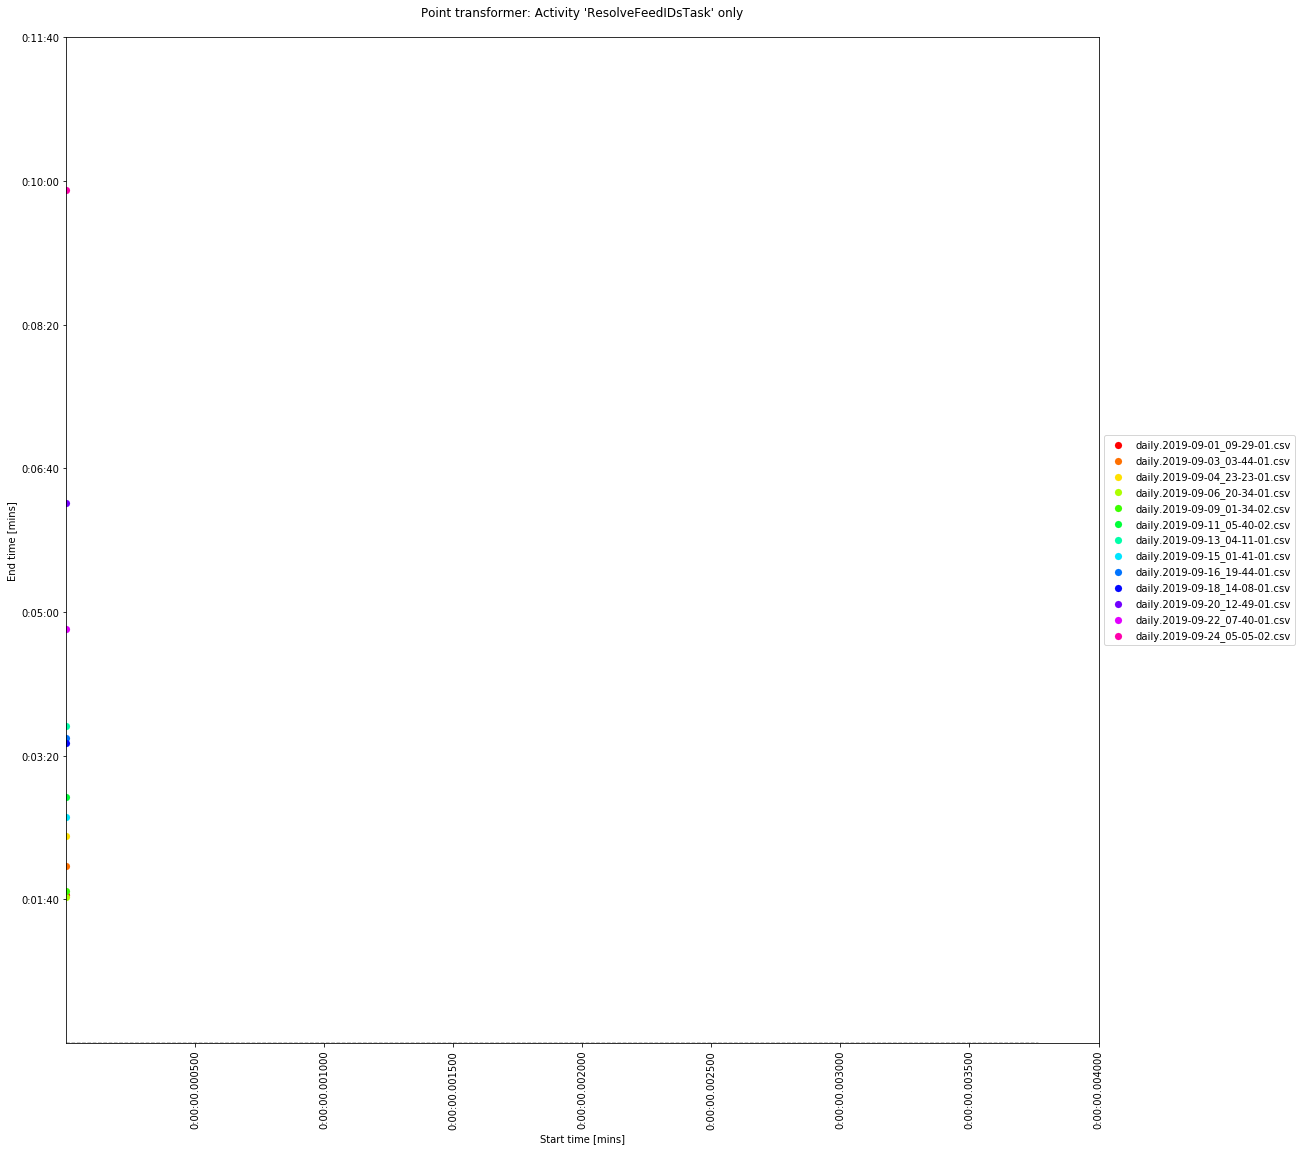 Point transformer: Activity 'ResolveFeedIDsTask' only
0:11:40
0:10:00
0:08:20
0:06:40
0:05:00
0:03:20
0:01:40
End time [mins]
0:00:00.000500
0:00:00.001000
0:00:00.001500
0:00:00.002000
0:00:00.002500
0:00:00.003000
0:00:00.003500
0:00:00.004000
Start time [mins]
daily.2019-09-01_09-29-01.csv
daily.2019-09-03_03-44-01.csv
daily.2019-09-04_23-23-01.csv
daily.2019-09-06_20-34-01.csv
daily.2019-09-09_01-34-02.csv
daily.2019-09-11_05-40-02.csv
daily.2019-09-13_04-11-01.csv
daily.2019-09-15_01-41-01.csv
daily.2019-09-16_19-44-01.csv
daily.2019-09-18_14-08-01.csv
daily.2019-09-20_12-49-01.csv
daily.2019-09-22_07-40-01.csv
daily.2019-09-24_05-05-02.csv